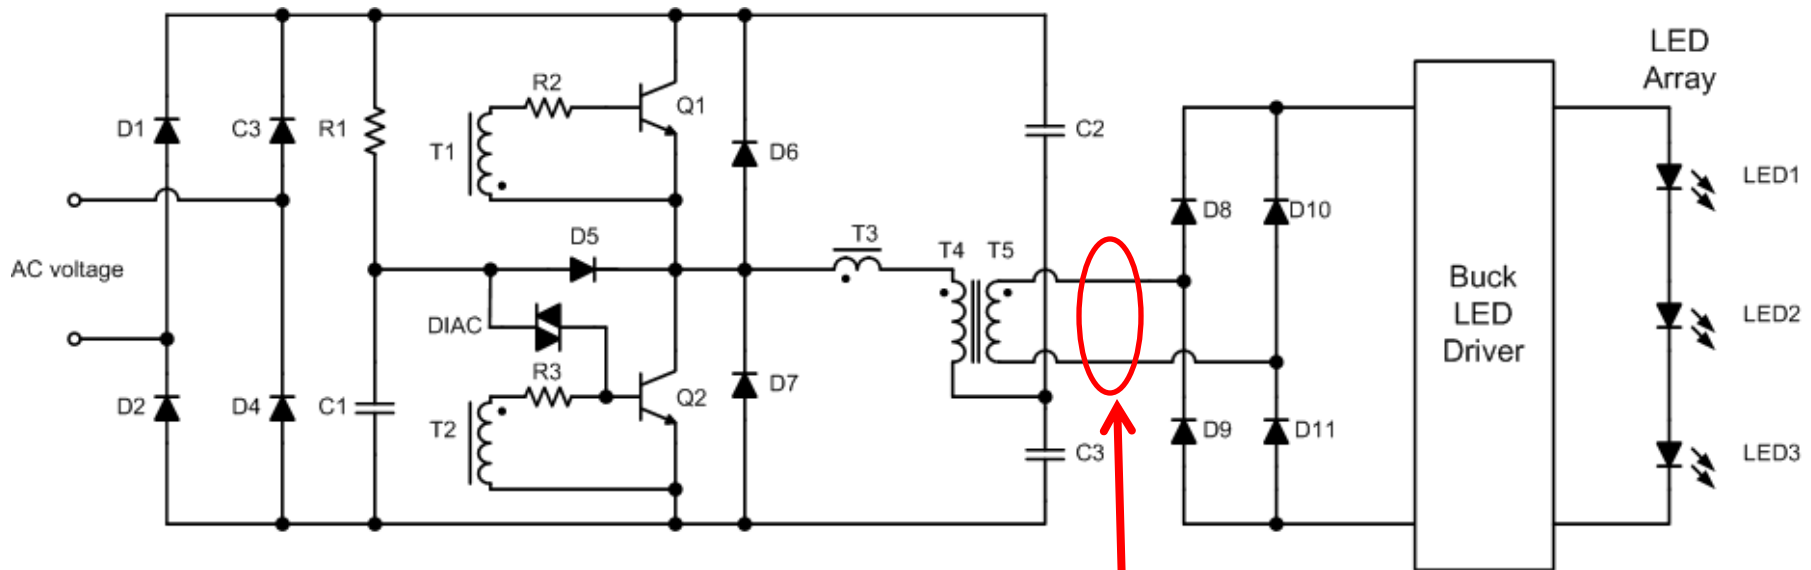 LED
Array
R2
Q1
D1
C3
R1
C2
T1
D6
LED1
D8
D10
D5
T3
T4
T5
AC voltage
Buck
LED
Driver
DIAC
LED2
R3
D7
D2
D4
C1
Q2
T2
D9
D11
C3
LED3